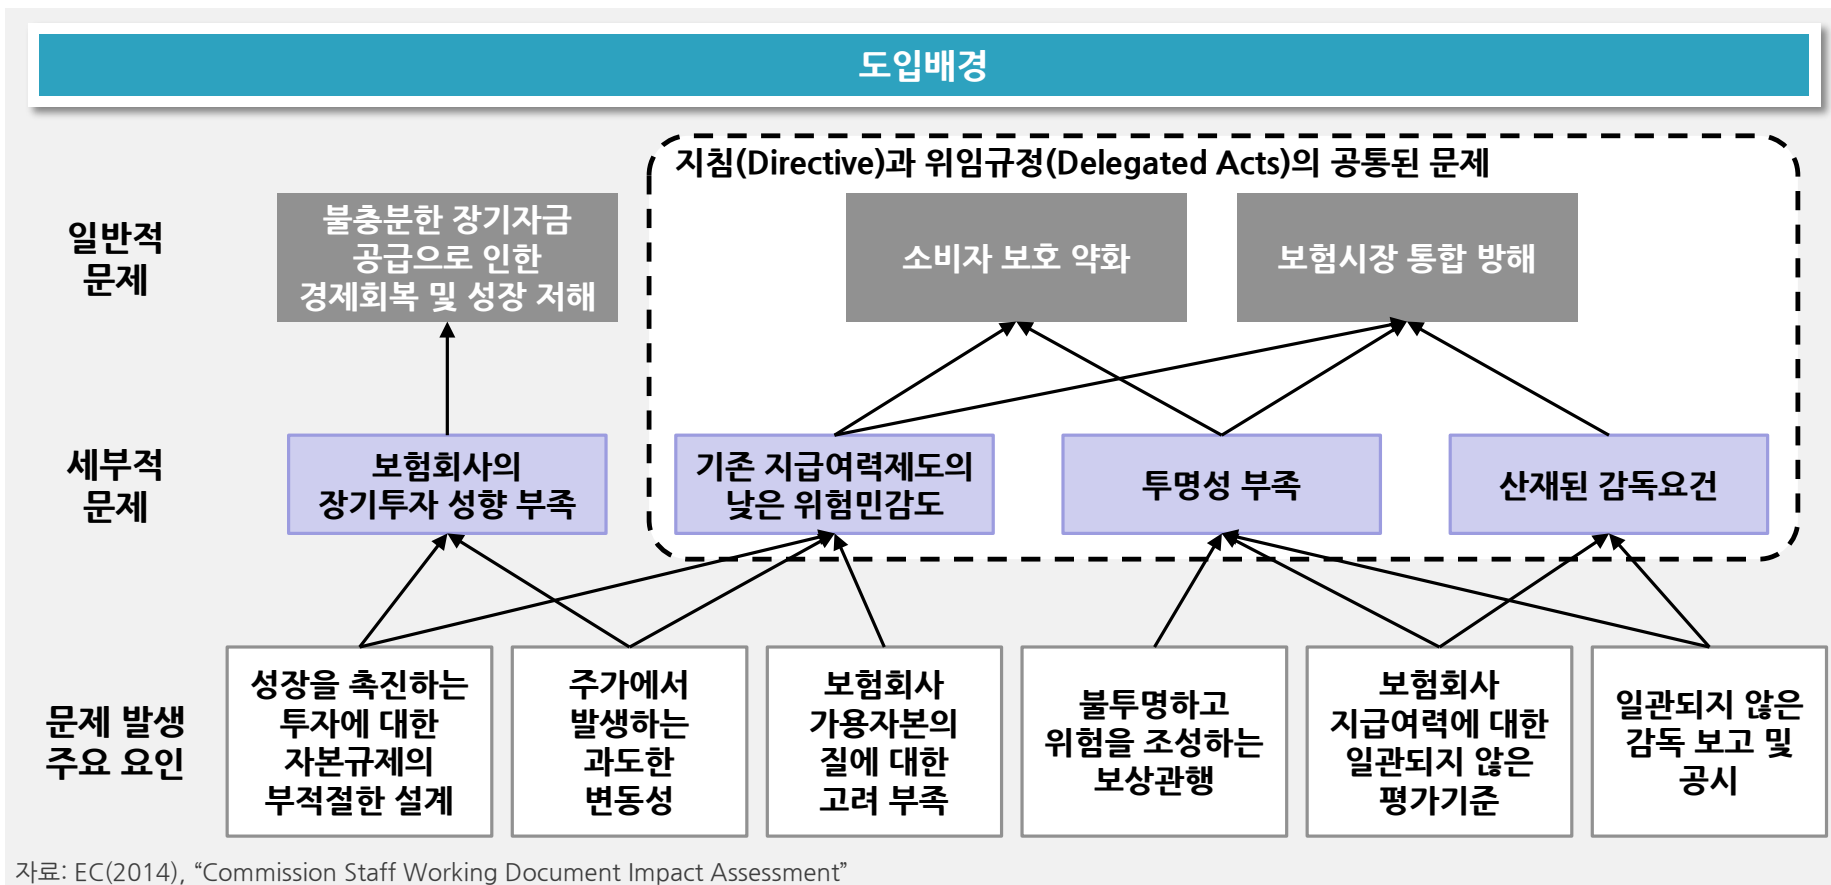 도입배경
지침(Directive)과 위임규정(Delegated Acts)의 공통된 문제
일반적
문제
불충분한 장기자금
공급으로 인한
경제회복 및 성장 저해
소비자 보호 약화
보험시장 통합 방해
세부적
문제
보험회사의
장기투자 성향 부족
기존 지급여력제도의
낮은 위험민감도
투명성 부족
산재된 감독요건
문제 발생
주요 요인
성장을 촉진하는
투자에 대한
자본규제의
부적절한 설계
주가에서
발생하는
과도한
변동성
보험회사
가용자본의
질에 대한
고려 부족
불투명하고
위험을 조성하는
보상관행
보험회사
지급여력에 대한
일관되지 않은
평가기준
일관되지 않은
감독 보고 및
공시
자료: EC(2014), “Commission Staff Working Document Impact Assessment”